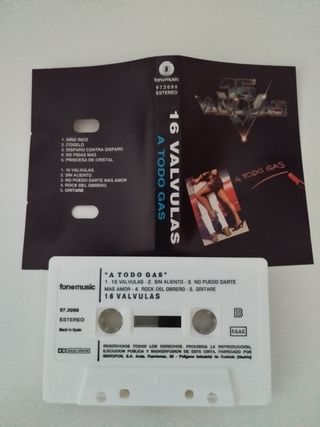 fonomusic
97.3090
ESTEREO
16 VALVULAS
A TODO GAS
1. NIÑO RICO
2. COGELO
3. DISPARO CONTRA DISPARO
4. NO PIDAS MAS
5. PRINCESA DE CRISTAL
1. 16 VALVULAS
2. SIN ALIENTO
3. NO PUEDO DARTE MAS AMOR
4. ROCK DEL OBRERO
5. GRITARE
16
VALVULAS
A TODO GAS
fonomusic
"A TODO GAS"
1. 16 VALVULAS - 2. SIN ALIENTO - 3. NO PUEDO DARTE
MAS AMOR - 4. ROCK DEL OBRERO - 5. GRITARE
16 VALVULAS
97.3090
ESTEREO
Made in Spain
B
SGAE
RESERVADOS TODOS LOS DERECHOS. PROHIBIDA LA REPRODUCCION,
EJECUCION PUBLICA Y RADIODIFUSION DE ESTA CINTA. FABRICADO POR